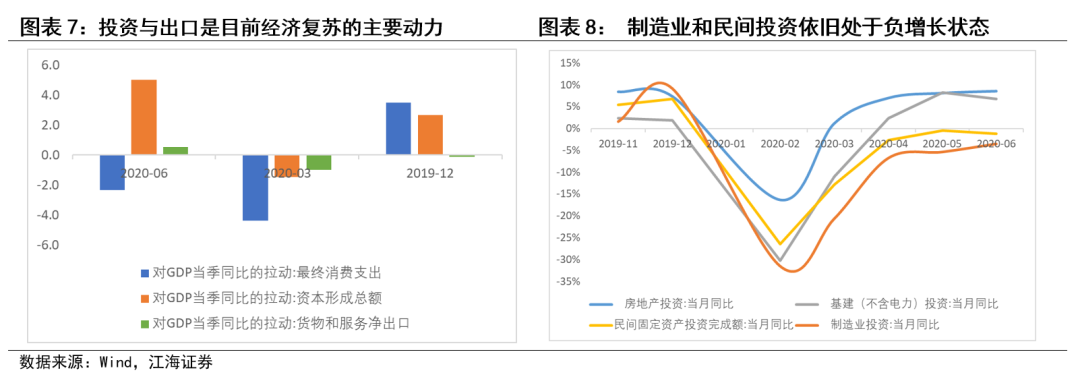 图表 7：投资与出口是目前经济复苏的主要动力
6.0
4.0
2.0
0.0
-2.0
-4.0
-6.0
2020-06
2020-03
2019-12
对GDP当季同比的拉动:最终消费支出
对GDP当季同比的拉动:资本形成总额
对GDP当季同比的拉动:货物和服务净出口
图表 8： 制造业和民间投资依旧处于负增长状态
15%
10%
5%
0%
-5%
-10%
-15%
-20%
-25%
-30%
-35%
2019-11
2019-12
2020-01
2020-02
2020-03
2020-04
2020-05
2020-06
房地产投资:当月同比
基建（不含电力）投资:当月同比
民间固定资产投资完成额:当月同比
制造业投资:当月同比
数据来源：Wind，江海证券